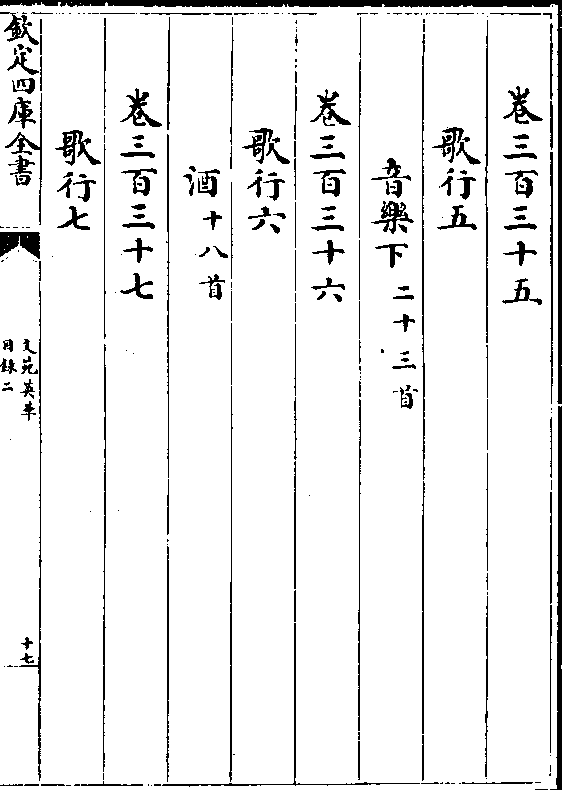 卷三百三十五
歌行五
音樂下 二十三首
卷三百三十六
歌行六
酒 十八首
卷三百三十七
歌行七
欽定四庫全書
文苑英華
目錄二
十七